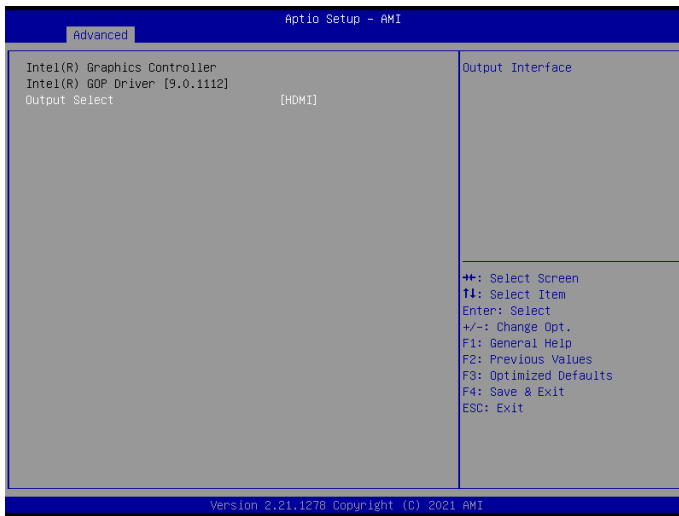 Aptio Setup – AMI
Advanced
Intel(R) Graphics Controller
Intel(R) GOP Driver [9.0.1112]
Output Select [HDMI]
Output Interface
→←: Select Screen
↑↓: Select Item
Enter: Select
+/-: Change Opt.
F1: General Help
F2: Previous Values
F3: Optimized Defaults
F4: Save & Exit
ESC: Exit
Version 2.21.1278 Copyright (C) 2021 AMI